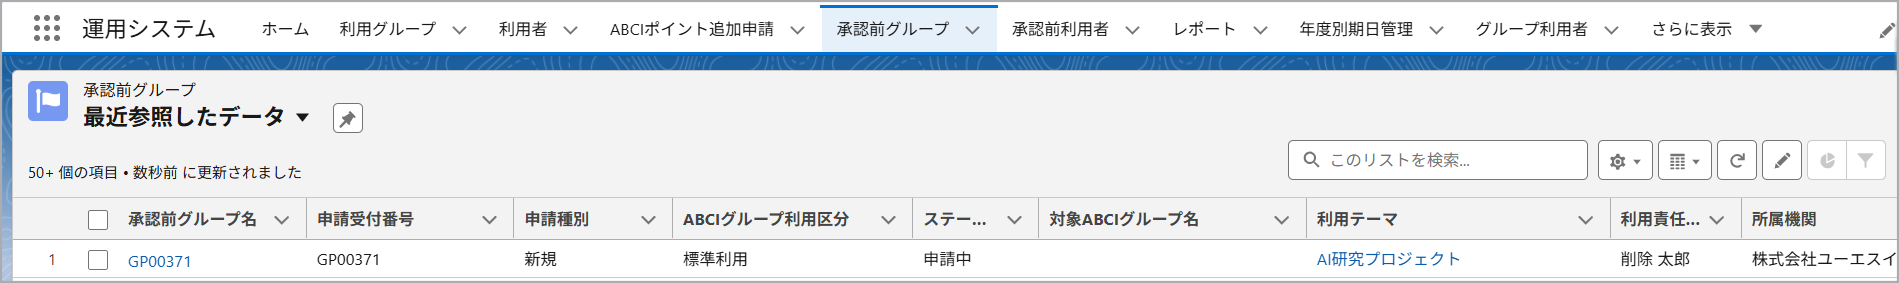 運用システム ホーム 利用グループ 利用者 ABCIポイント追加申請 承認前グループ 承認前利用者 レポート 年度別期日管理 グループ利用者 さらに表示
承認前グループ
最近参照したデータ
50+ 個の項目 • 数秒前 に更新されました
このリストを検索...
承認前グループ名 申請受付番号 申請種別 ABCIグループ利用区分 ステー... 対象ABCIグループ名 利用テーマ 利用責任... 所属機関
1 GP00371 GP00371 新規 標準利用 申請中 AI研究プロジェクト 削除 太郎 株式会社ユーエスイ